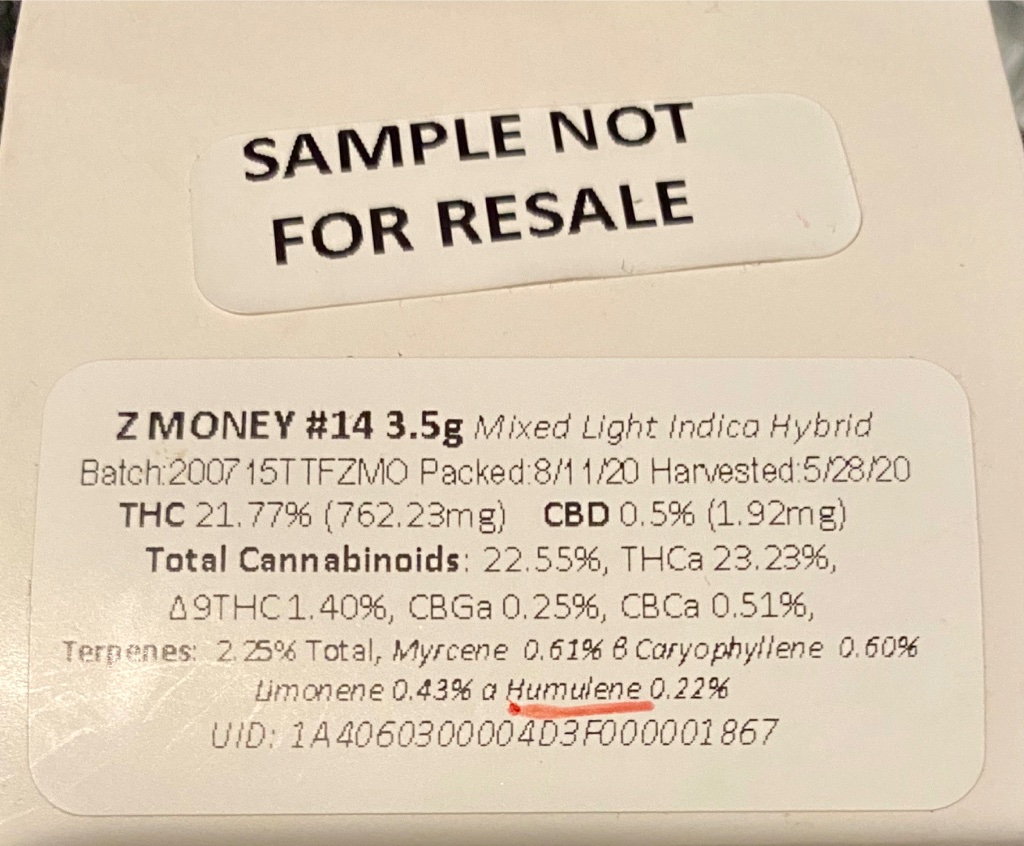 SAMPLE NOT
FOR RESALE
Z MONEY #14 3.5g Mixed Light Indica Hybrid
Batch:200715TTFZMO Packed:8/11/20 Harvested:5/28/20
THC 21.77% (762.23mg) CBD 0.5% (1.92mg)
Total Cannabinoids: 22.55%, THCa 23.23%,
Δ9THC 1.40%, CBGa 0.25%, CBCa 0.51%,
Terpenes: 2.25% Total, Myrcene 0.61% β Caryophyllene 0.60%
Limonene 0.43% α Humulene 0.22%
UID: 1A4060300004D3F000001867